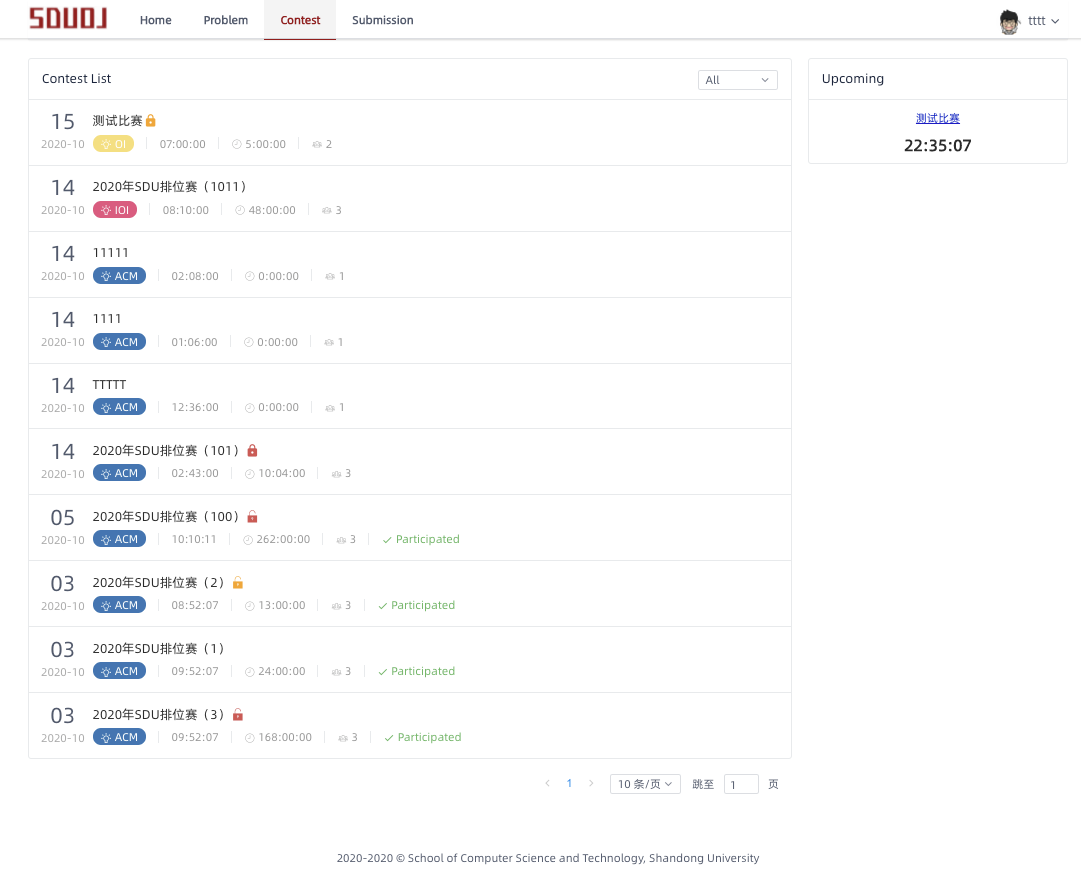 SDUOJ Home Problem Contest Submission tttt
Contest List All
15 测试比赛
2020-10 OI 07:00:00 5:00:00 2
14 2020年SDU排位赛（1011）
2020-10 IOI 08:10:00 48:00:00 3
14 11111
2020-10 ACM 02:08:00 0:00:00 1
14 1111
2020-10 ACM 01:06:00 0:00:00 1
14 TTTTT
2020-10 ACM 12:36:00 0:00:00 1
14 2020年SDU排位赛（101）
2020-10 ACM 02:43:00 10:04:00 3
05 2020年SDU排位赛（100）
2020-10 ACM 10:10:11 262:00:00 3 Participated
03 2020年SDU排位赛（2）
2020-10 ACM 08:52:07 13:00:00 3 Participated
03 2020年SDU排位赛（1）
2020-10 ACM 09:52:07 24:00:00 3 Participated
03 2020年SDU排位赛（3）
2020-10 ACM 09:52:07 168:00:00 3 Participated
1 10 条/页 跳至 1 页
Upcoming
测试比赛
22:35:07
2020-2020 © School of Computer Science and Technology, Shandong University